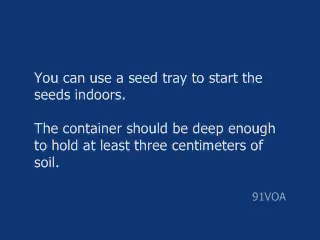 You can use a seed tray to start the
seeds indoors.
The container should be deep enough
to hold at least three centimeters of
soil.
91VOA